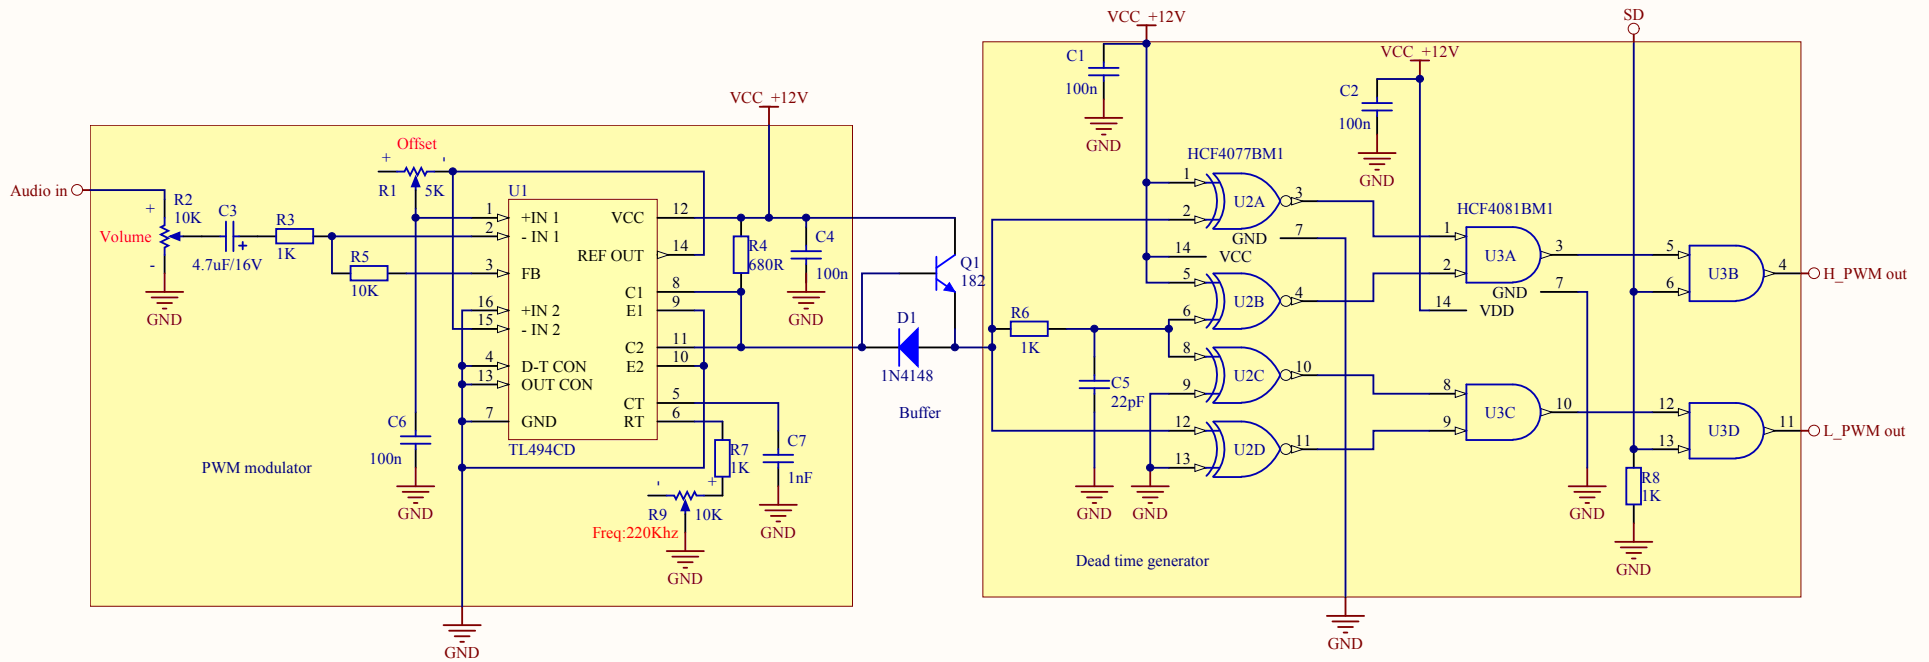 Audio in
+
R2
10K
Volume
-
GND
C3
+
4.7uF/16V
R3
1K
R5
10K
Offset
+
-
R1
5K
C6
100n
GND
PWM modulator
U1
1
+IN 1
2
- IN 1
3
FB
16
+IN 2
15
- IN 2
4
D-T CON
13
OUT CON
7
GND
VCC
12
REF OUT
14
C1
8
E1
9
C2
11
E2
10
CT
5
RT
6
TL494CD
GND
VCC +12V
R4
680R
C4
100n
GND
R7
1K
C7
1nF
GND
-
+
R9
10K
Freq:220Khz
GND
Q1
182
D1
1N4148
Buffer
VCC +12V
C1
100n
GND
HCF4077BM1
1
2
U2A
3
GND
7
14
VCC
5
6
U2B
4
R6
1K
8
9
U2C
10
C5
22pF
12
13
U2D
11
GND
GND
Dead time generator
GND
VCC +12V
C2
100n
GND
HCF4081BM1
1
2
U3A
3
GND
7
14
VDD
8
9
U3C
10
GND
SD
5
6
U3B
4
H_PWM out
12
13
U3D
11
L_PWM out
R8
1K
GND